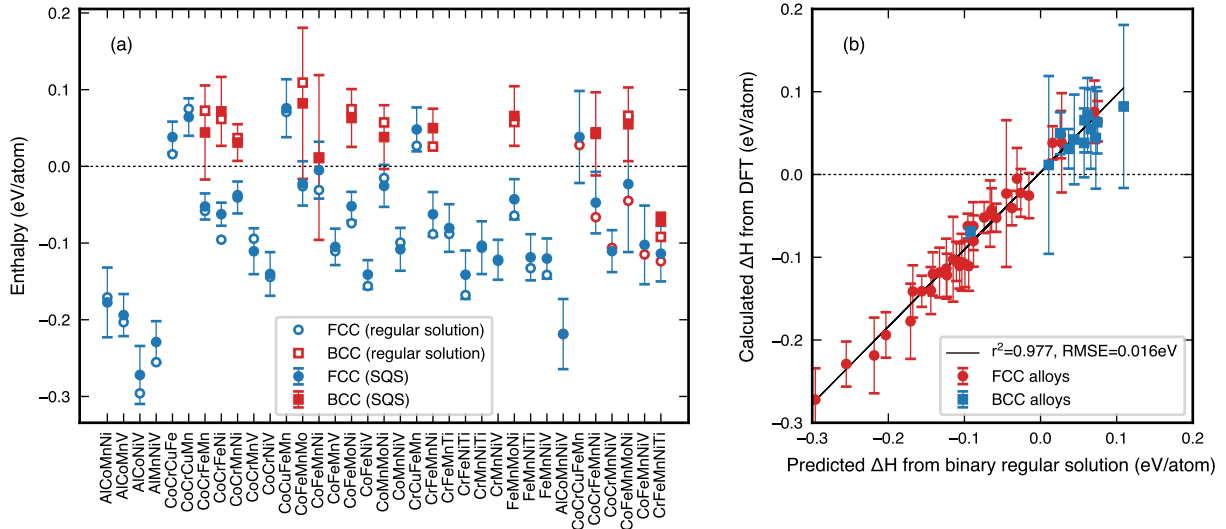 (a)
Enthalpy (eV/atom)
0.2
0.1
0.0
−0.1
−0.2
−0.3
FCC (regular solution)
BCC (regular solution)
FCC (SQS)
BCC (SQS)
AlCoMnNi
AlCoMnV
AlCoNiV
AlMnNiV
CoCrCuFe
CoCrCuMn
CoCrFeMn
CoCrFeNi
CoCrMnNi
CoCrMnV
CoCrNiV
CoCuFeMn
CoFeMnMo
CoFeMnNi
CoFeMnV
CoFeMoNi
CoFeNiV
CoMnMoNi
CoMnNiV
CrCuFeMn
CrFeMnNi
CrFeMnTi
CrFeNiTi
CrMnNiTi
CrMnNiV
FeMnMoNi
FeMnNiTi
FeMnNiV
AlCoMnNiV
CoCrCuFeMn
CoCrFeMnNi
CoCrMnNiV
CoFeMnMoNi
CoFeMnNiV
CrFeMnNiTi
(b)
Calculated ΔH from DFT (eV/atom)
0.2
0.1
0.0
−0.1
−0.2
−0.3
r²=0.977, RMSE=0.016eV
FCC alloys
BCC alloys
−0.3 −0.2 −0.1 0.0 0.1 0.2
Predicted ΔH from binary regular solution (eV/atom)